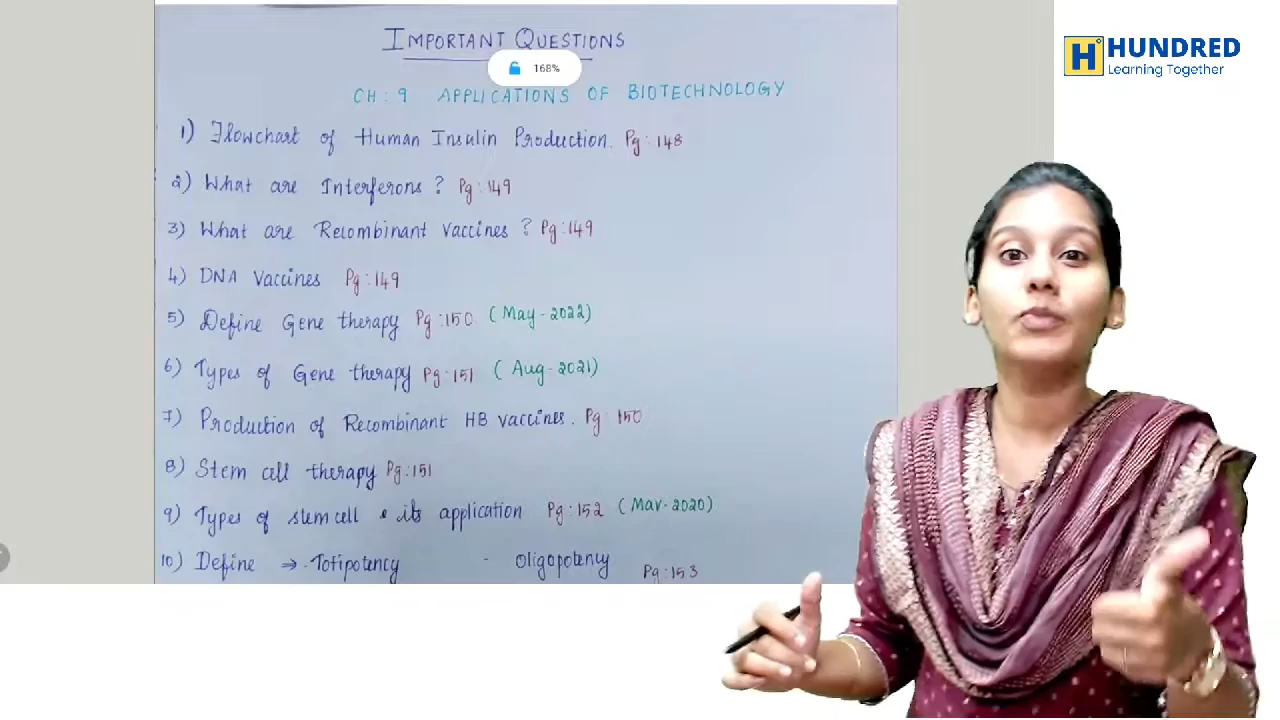 IMPORTANT QUESTIONS
168%
CH : 9 APPLICATIONS OF BIOTECHNOLOGY
1) Flowchart of Human Insulin Production. Pg : 148
2) What are Interferons ? Pg : 149
3) What are Recombinant vaccines ? Pg : 149
4) DNA vaccines Pg : 149
5) Define Gene therapy Pg : 150 (May - 2022)
6) Types of Gene therapy Pg : 151 (Aug - 2021)
7) Production of Recombinant HB vaccines. Pg 150
8) Stem cell therapy Pg : 151
9) Types of stem cell & its application Pg : 152 (Mar - 2020)
10) Define → . Totipotency - Oligopotency Pg : 153
H HUNDRED
Learning Together